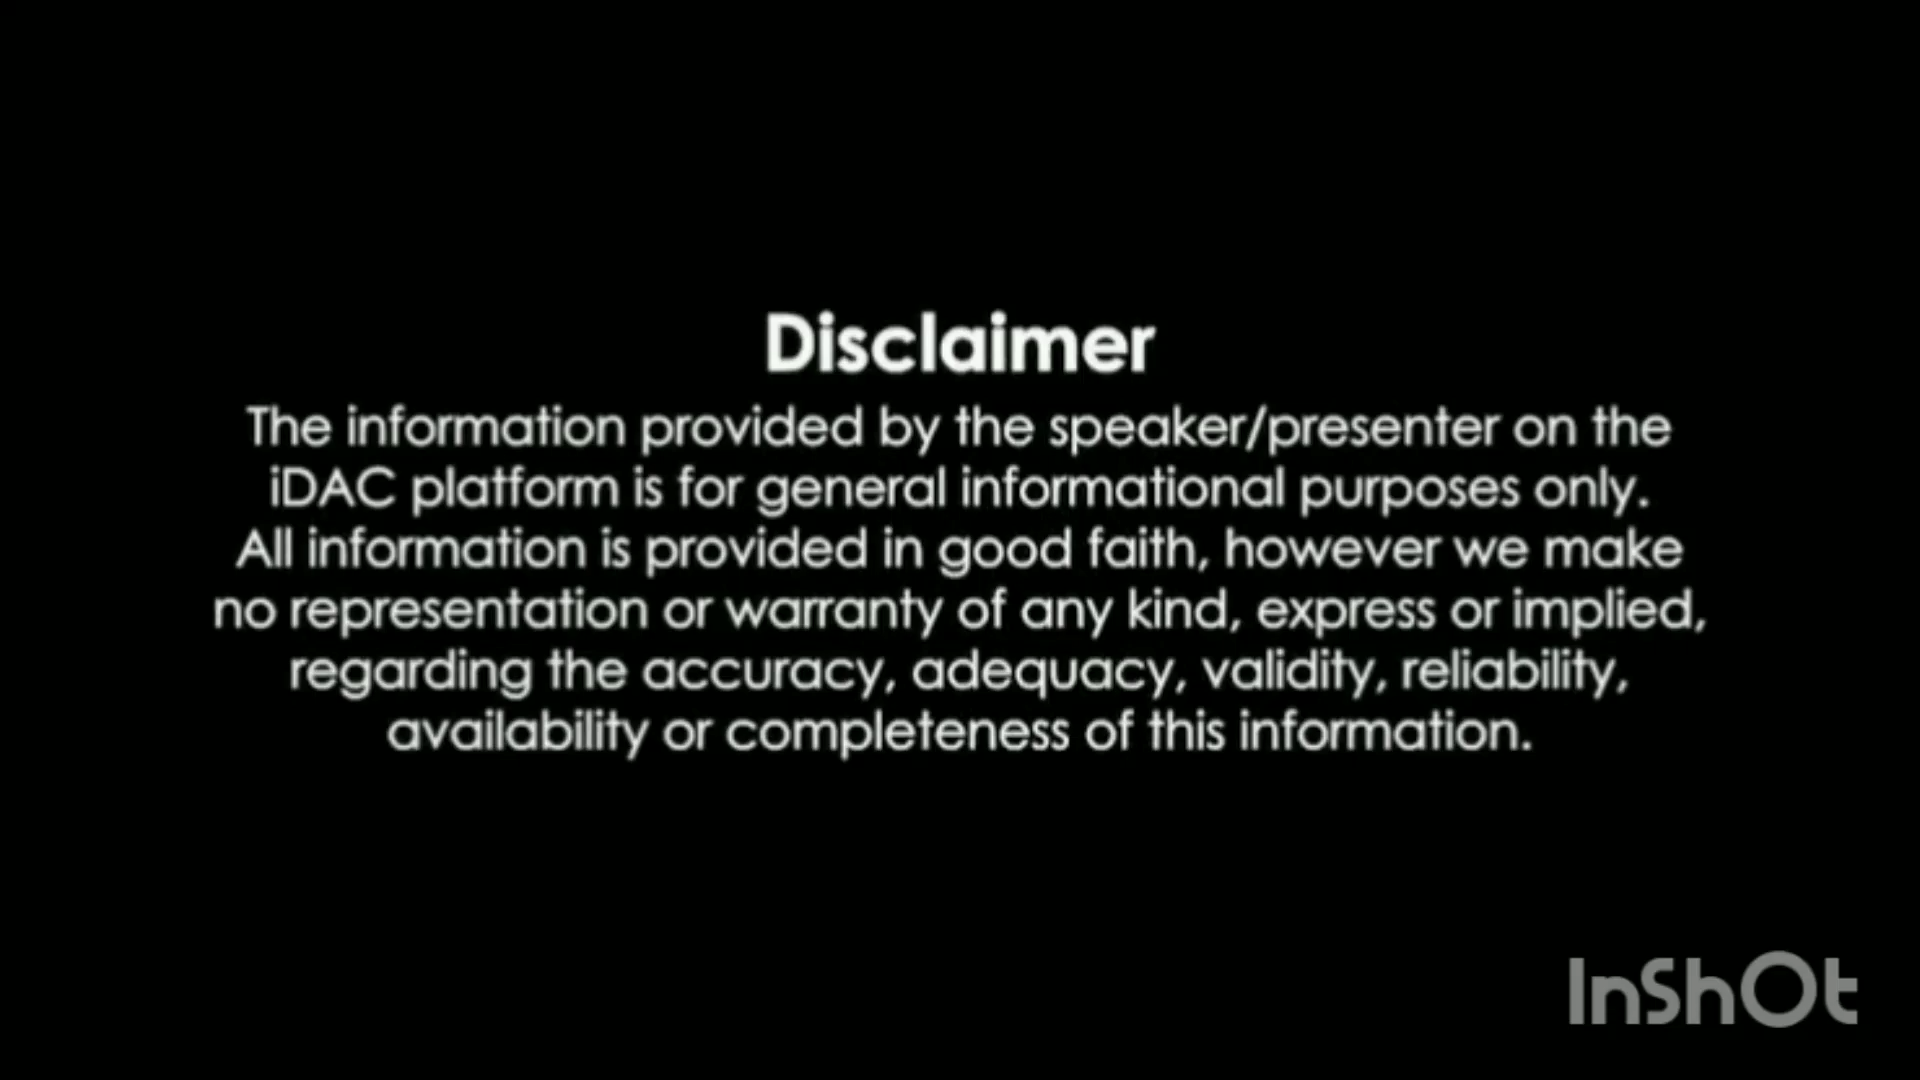 Disclaimer
The information provided by the speaker/presenter on the
iDAC platform is for general informational purposes only.
All information is provided in good faith, however we make
no representation or warranty of any kind, express or implied,
regarding the accuracy, adequacy, validity, reliability,
availability or completeness of this information.
InShOt